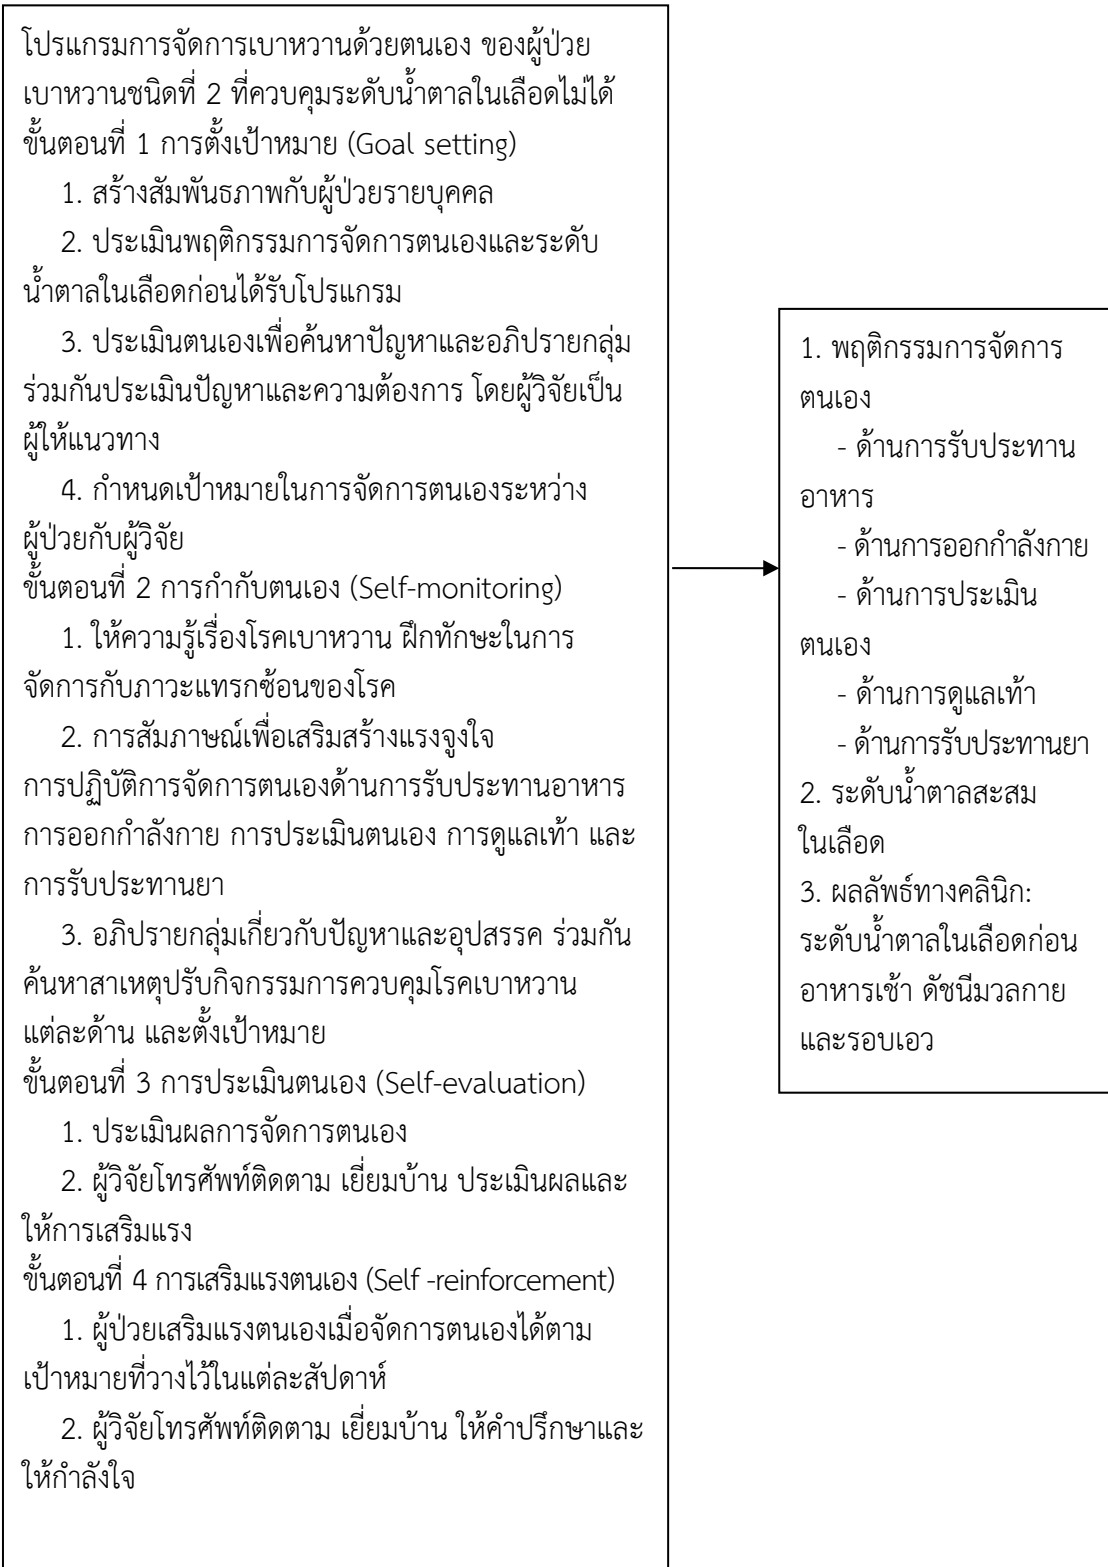 โปรแกรมการจัดการเบาหวานด้วยตนเอง ของผู้ป่วย
เบาหวานชนิดที่ 2 ที่ควบคุมระดับน้ำตาลในเลือดไม่ได้
ขั้นตอนที่ 1 การตั้งเป้าหมาย (Goal setting)
1. สร้างสัมพันธภาพกับผู้ป่วยรายบุคคล
2. ประเมินพฤติกรรมการจัดการตนเองและระดับ
น้ำตาลในเลือดก่อนได้รับโปรแกรม
3. ประเมินตนเองเพื่อค้นหาปัญหาและอภิปรายกลุ่ม
ร่วมกันประเมินปัญหาและความต้องการ โดยผู้วิจัยเป็น
ผู้ให้แนวทาง
4. กำหนดเป้าหมายในการจัดการตนเองระหว่าง
ผู้ป่วยกับผู้วิจัย
ขั้นตอนที่ 2 การกำกับตนเอง (Self-monitoring)
1. ให้ความรู้เรื่องโรคเบาหวาน ฝึกทักษะในการ
จัดการกับภาวะแทรกซ้อนของโรค
2. การสัมภาษณ์เพื่อเสริมสร้างแรงจูงใจ
การปฏิบัติการจัดการตนเองด้านการรับประทานอาหาร
การออกกำลังกาย การประเมินตนเอง การดูแลเท้า และ
การรับประทานยา
3. อภิปรายกลุ่มเกี่ยวกับปัญหาและอุปสรรค ร่วมกัน
ค้นหาสาเหตุปรับกิจกรรมการควบคุมโรคเบาหวาน
แต่ละด้าน และตั้งเป้าหมาย
ขั้นตอนที่ 3 การประเมินตนเอง (Self-evaluation)
1. ประเมินผลการจัดการตนเอง
2. ผู้วิจัยโทรศัพท์ติดตาม เยี่ยมบ้าน ประเมินผลและ
ให้การเสริมแรง
ขั้นตอนที่ 4 การเสริมแรงตนเอง (Self -reinforcement)
1. ผู้ป่วยเสริมแรงตนเองเมื่อจัดการตนเองได้ตาม
เป้าหมายที่วางไว้ในแต่ละสัปดาห์
2. ผู้วิจัยโทรศัพท์ติดตาม เยี่ยมบ้าน ให้คำปรึกษาและ
ให้กำลังใจ
1. พฤติกรรมการจัดการ
ตนเอง
- ด้านการรับประทาน
อาหาร
- ด้านการออกกำลังกาย
- ด้านการประเมิน
ตนเอง
- ด้านการดูแลเท้า
- ด้านการรับประทานยา
2. ระดับน้ำตาลสะสม
ในเลือด
3. ผลลัพธ์ทางคลินิก:
ระดับน้ำตาลในเลือดก่อน
อาหารเช้า ดัชนีมวลกาย
และรอบเอว